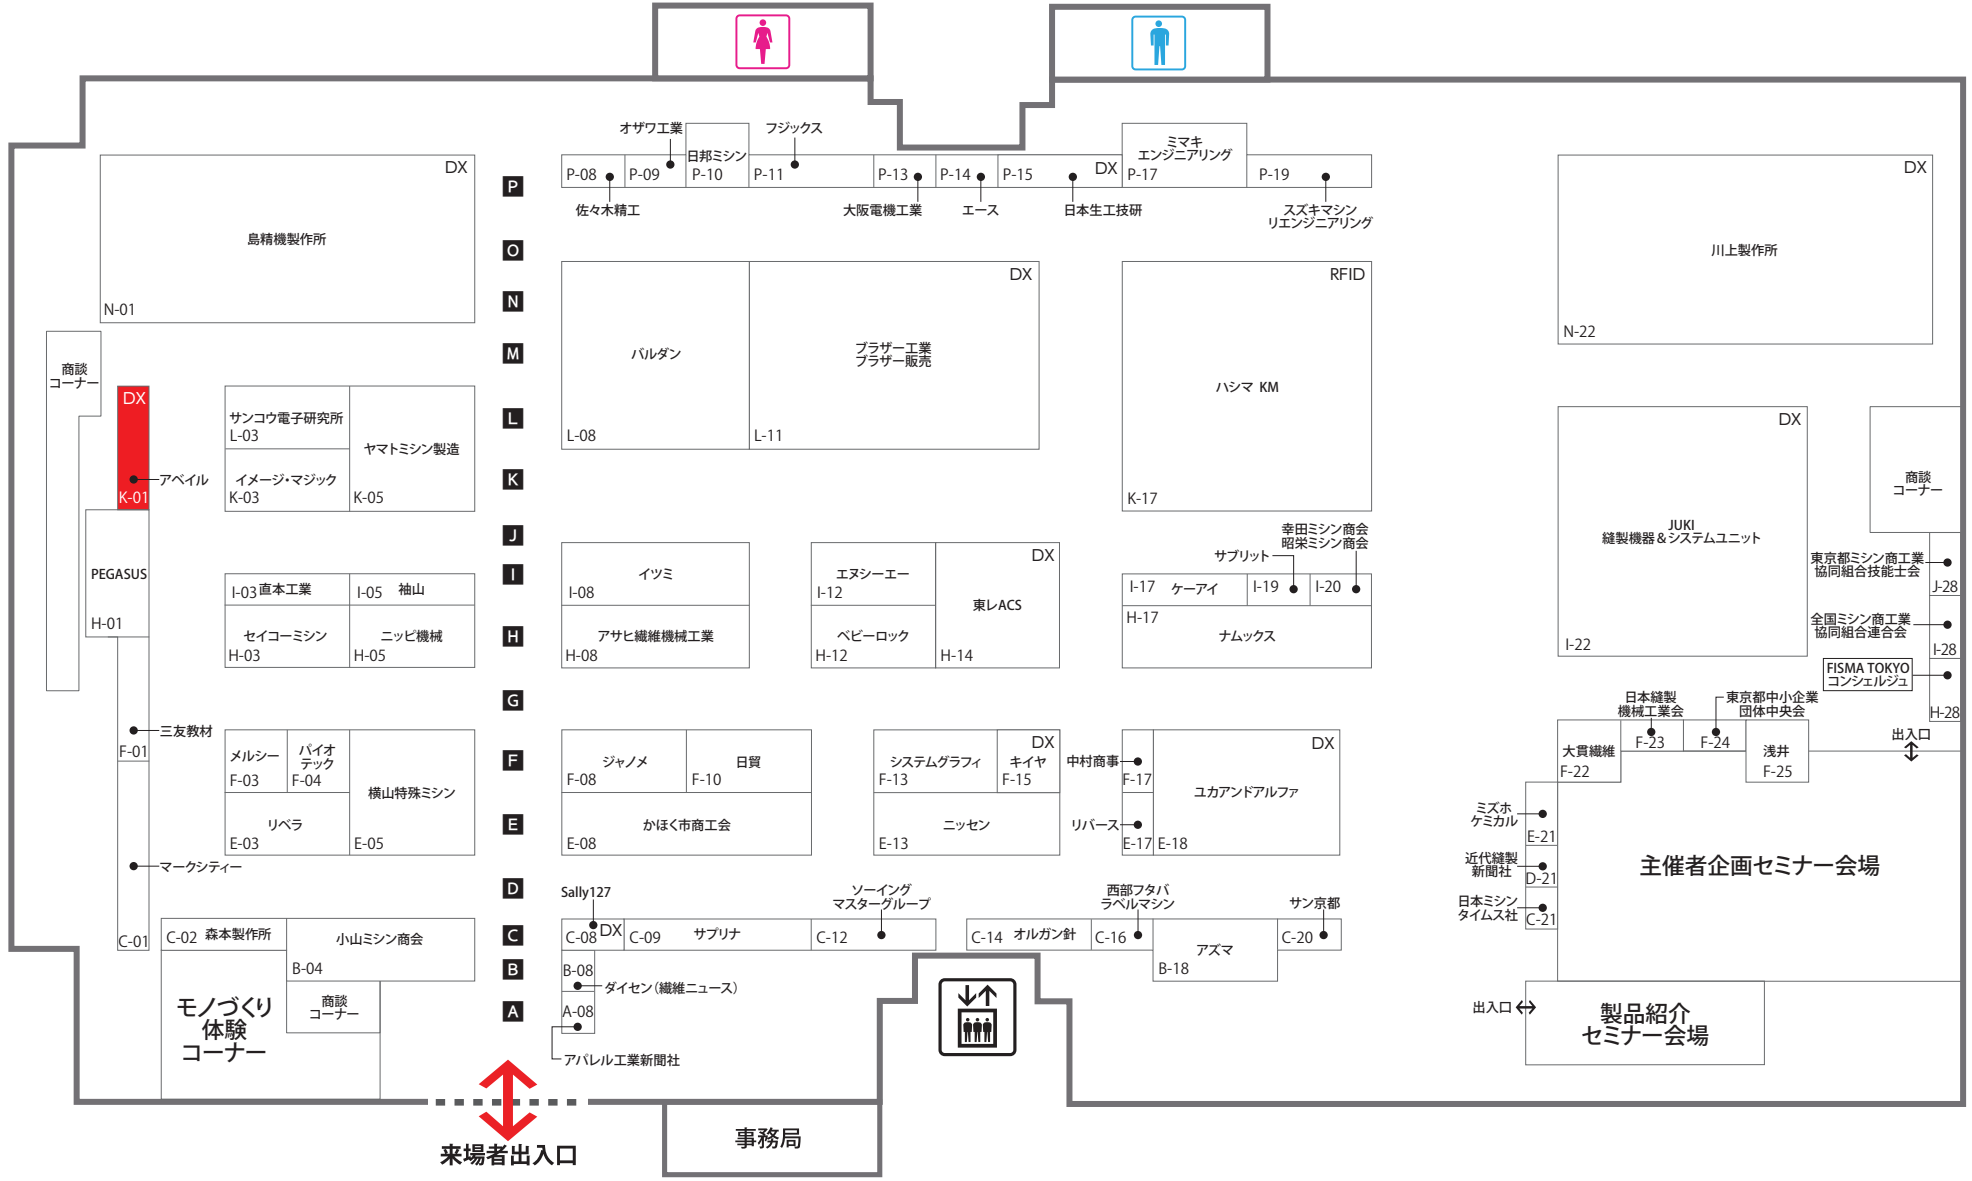 オザワ工業
フジックス
日邦ミシン
P-10
ミマキ
エンジニアリング
P-17
P
P-08
P-09
P-11
P-13
P-14
P-15
DX
P-19
佐々木精工
大阪電機工業
エース
日本生工技研
スズキマシン
リエンジニアリング
DX
島精機製作所
N-01
DX
川上製作所
N-22
O
N
M
L
K
J
I
H
G
F
E
D
C
B
A
バルダン
L-08
DX
ブラザー工業
ブラザー販売
L-11
RFID
ハシマ KM
K-17
商談
コーナー
DX
アベイル
K-01
サンコウ電子研究所
L-03
イメージ・マジック
K-03
ヤマトミシン製造
K-05
DX
JUKI
縫製機器&システムユニット
I-22
商談
コーナー
PEGASUS
H-01
I-03 直本工業
I-05 袖山
セイコーミシン
H-03
ニッピ機械
H-05
イツミ
I-08
アサヒ繊維機械工業
H-08
エヌシーエー
I-12
ベビーロック
H-12
DX
東レACS
H-14
幸田ミシン商会
昭栄ミシン商会
サブリット
I-17 ケーアイ
I-19
I-20
H-17
ナムックス
東京都ミシン商工業
協同組合技能士会
J-28
全国ミシン商工業
協同組合連合会
I-28
FISMA TOKYO
コンシェルジュ
H-28
三友教材
F-01
マークシティー
C-01
メルシー
F-03
パイオ
テック
F-04
リベラ
E-03
横山特殊ミシン
E-05
ジャノメ
F-08
日貿
F-10
かほく市商工会
E-08
システムグラフィ
F-13
DX
キイヤ
F-15
ニッセン
E-13
中村商事
F-17
リバース
E-17
DX
ユカアンドアルファ
E-18
日本縫製
機械工業会
F-23
東京都中小企業
団体中央会
F-24
大貫繊維
F-22
浅井
F-25
出入口
ミズホ
ケミカル
E-21
近代縫製
新聞社
D-21
日本ミシン
タイムス社
C-21
主催者企画セミナー会場
C-02 森本製作所
小山ミシン商会
B-04
モノづくり
体験
コーナー
商談
コーナー
Sally127
C-08
DX
C-09 サプリナ
ソーイング
マスターグループ
C-12
B-08
ダイセン(繊維ニュース)
A-08
アパレル工業新聞社
C-14 オルガン針
西部フタバ
ラベルマシン
C-16
アズマ
B-18
サン京都
C-20
出入口
製品紹介
セミナー会場
来場者出入口
事務局